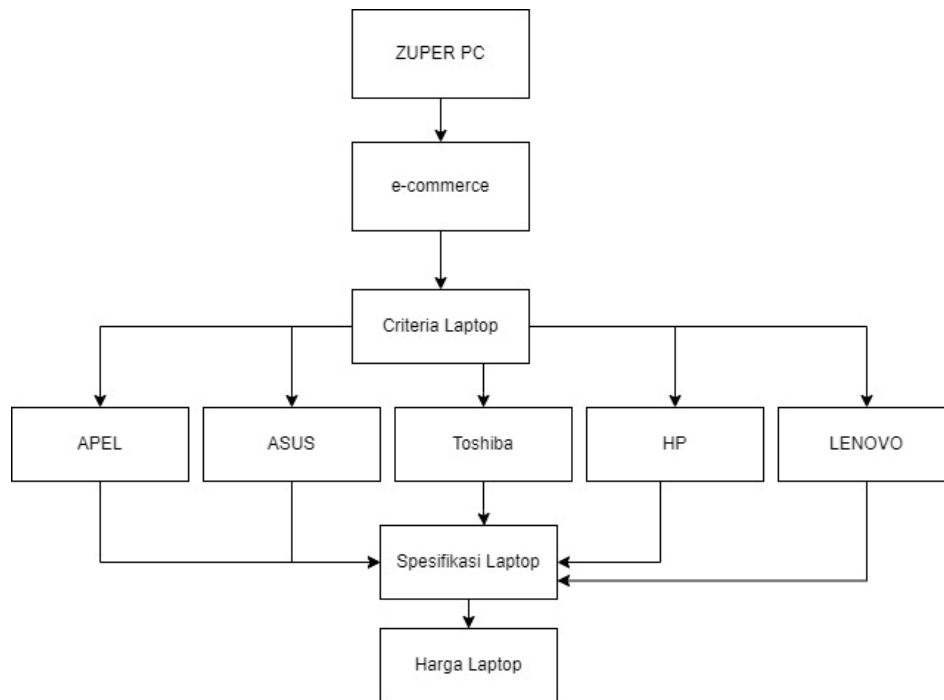 ZUPER PC
e-commerce
Criteria Laptop
APEL
ASUS
Toshiba
HP
LENOVO
Spesifikasi Laptop
Harga Laptop